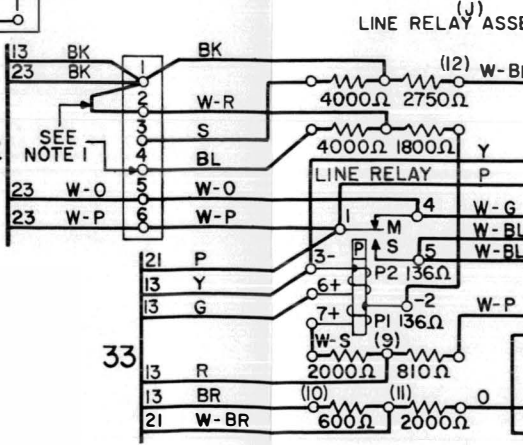 (J)
LINE RELAY ASSE
13 BK BK
23 BK 1 (12) W-BL
2 W-R 4000Ω 2750Ω
3 S
SEE
NOTE 1 4 BL 4000Ω 1800Ω Y
LINE RELAY P
23 W-O 5 W-O 4 W-G
23 W-P 6 W-P 1 M W-BL
S 5 W-BL
21 P 3- P P2 136Ω
13 Y 6+ -2
13 G 7+ P1 136Ω W-P
W-S (9)
33 2000Ω 810Ω
13 R
13 BR (10) (11) O
21 W-BR 600Ω 2000Ω